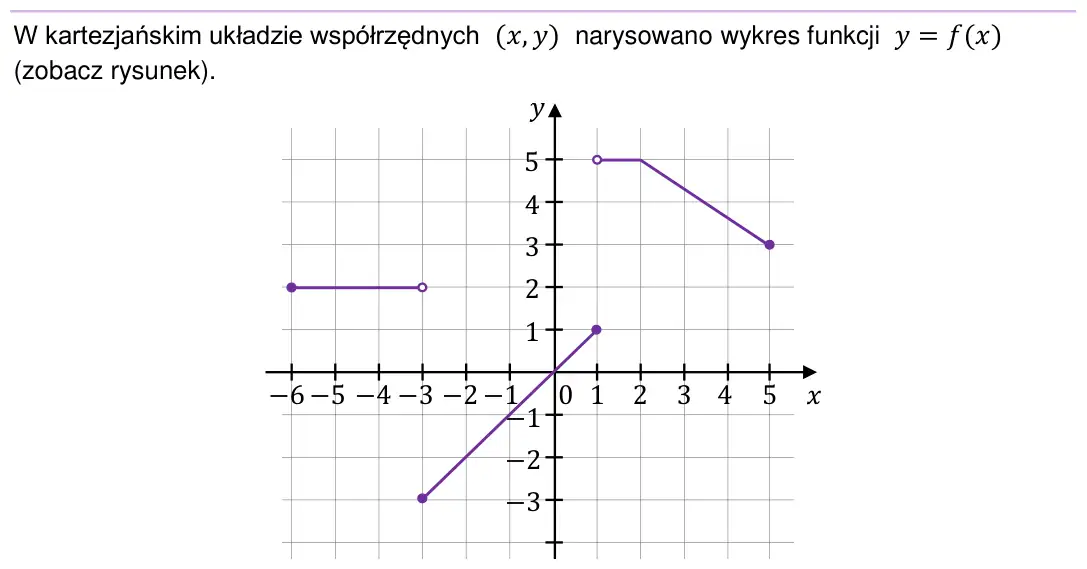 W kartezjańskim układzie współrzędnych (x, y) narysowano wykres funkcji y = f(x)
(zobacz rysunek).
y
5
4
3
2
1
−6 −5 −4 −3 −2 −1 0 1 2 3 4 5 x
−1
−2
−3